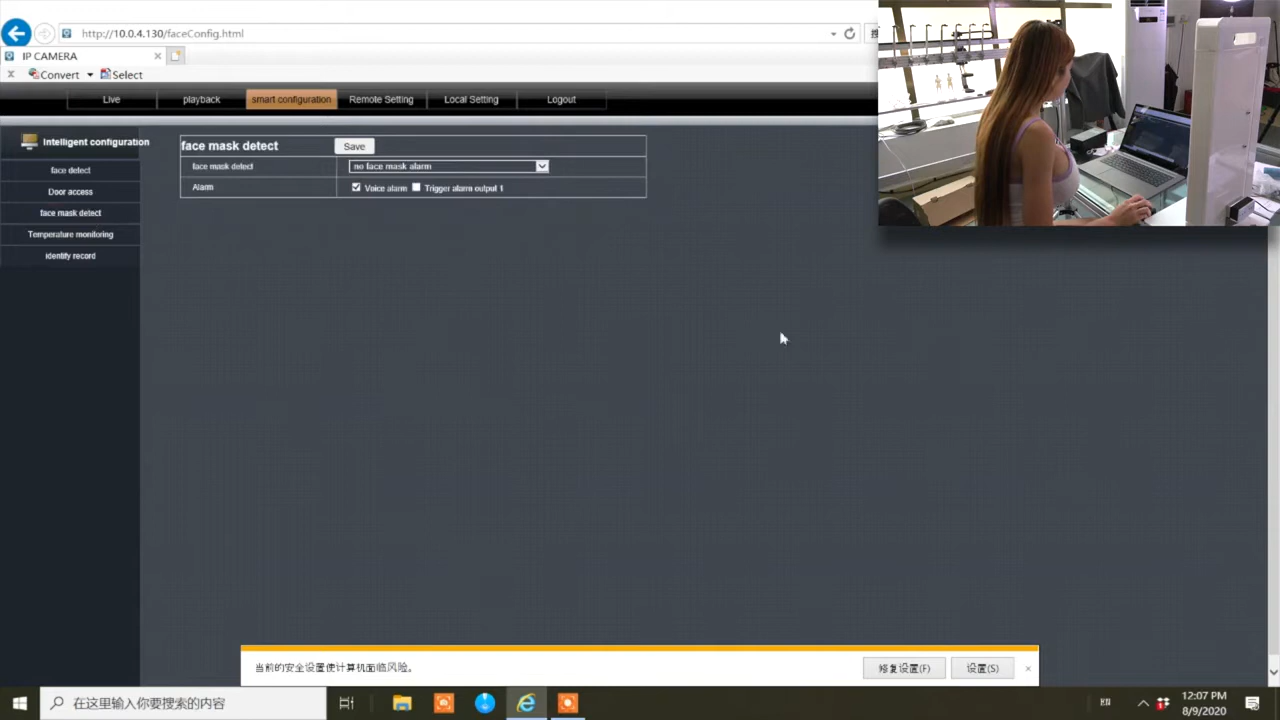 http://10.0.4.130/faceConfig.html
IP CAMERA
Convert Select
Live playback smart configuration Remote Setting Local Setting Logout
Intelligent configuration
face detect
Door access
face mask detect
Temperature monitoring
Identify record
face mask detect Save
face mask detect no face mask alarm
Alarm Voice alarm Trigger alarm output 1
当前的安全设置使计算机面临风险。 修复设置(F) 设置(S)
在这里输入你要搜索的内容
12:07 PM
8/9/2020